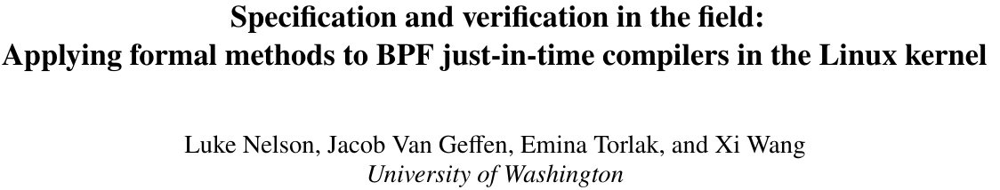 Specification and verification in the field:
Applying formal methods to BPF just-in-time compilers in the Linux kernel
Luke Nelson, Jacob Van Geffen, Emina Torlak, and Xi Wang
University of Washington